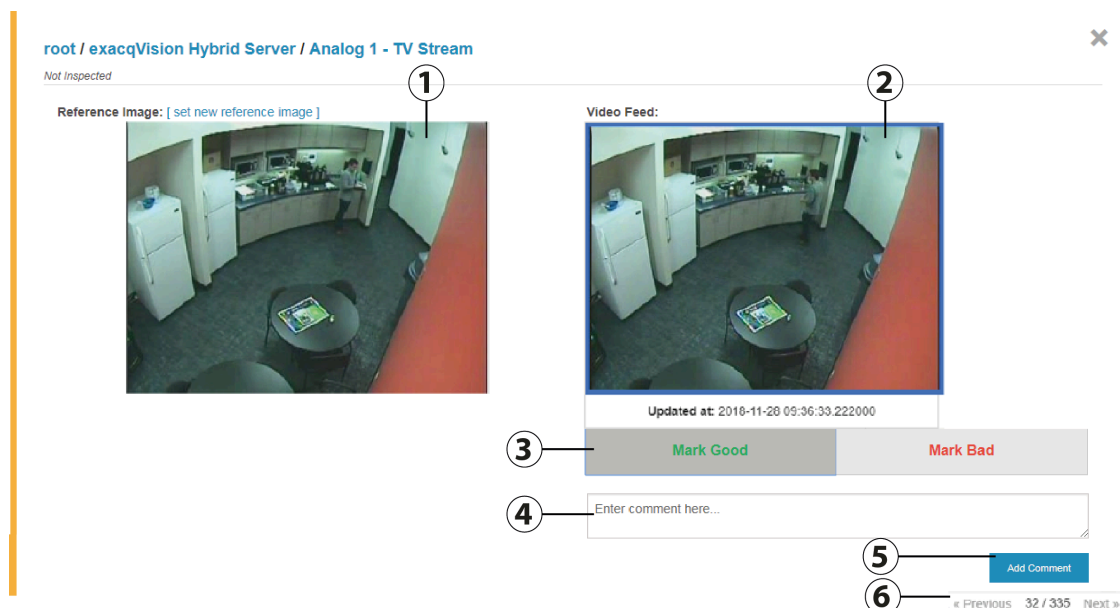 root / exacqVision Hybrid Server / Analog 1 - TV Stream
Not Inspected
1
2
Reference Image: [ set new reference image ]
Video Feed:
Updated at: 2018-11-28 09:36:33.222000
3
Mark Good
Mark Bad
4
Enter comment here...
5
Add Comment
6
« Previous 32 / 335 Next »